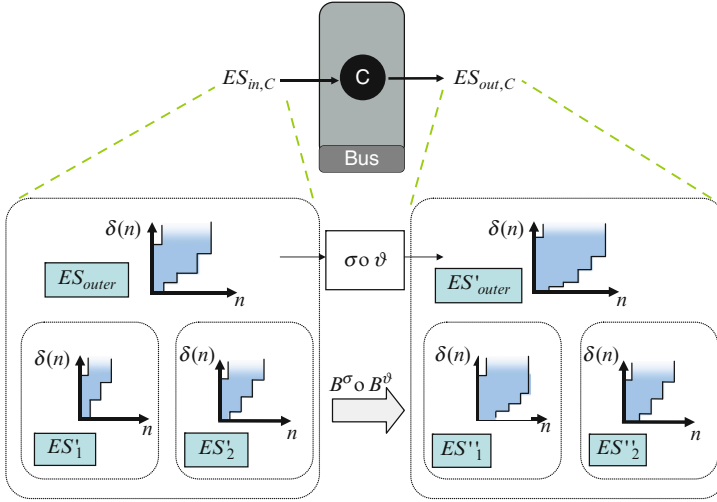 ES_{in,C}
C
ES_{out,C}
Bus
δ(n)
n
ES_{outer}
σ o ϑ
δ(n)
n
ES'_{outer}
δ(n)
n
ES'_1
δ(n)
n
ES'_2
B^σ o B^ϑ
δ(n)
n
ES''_1
δ(n)
n
ES''_2